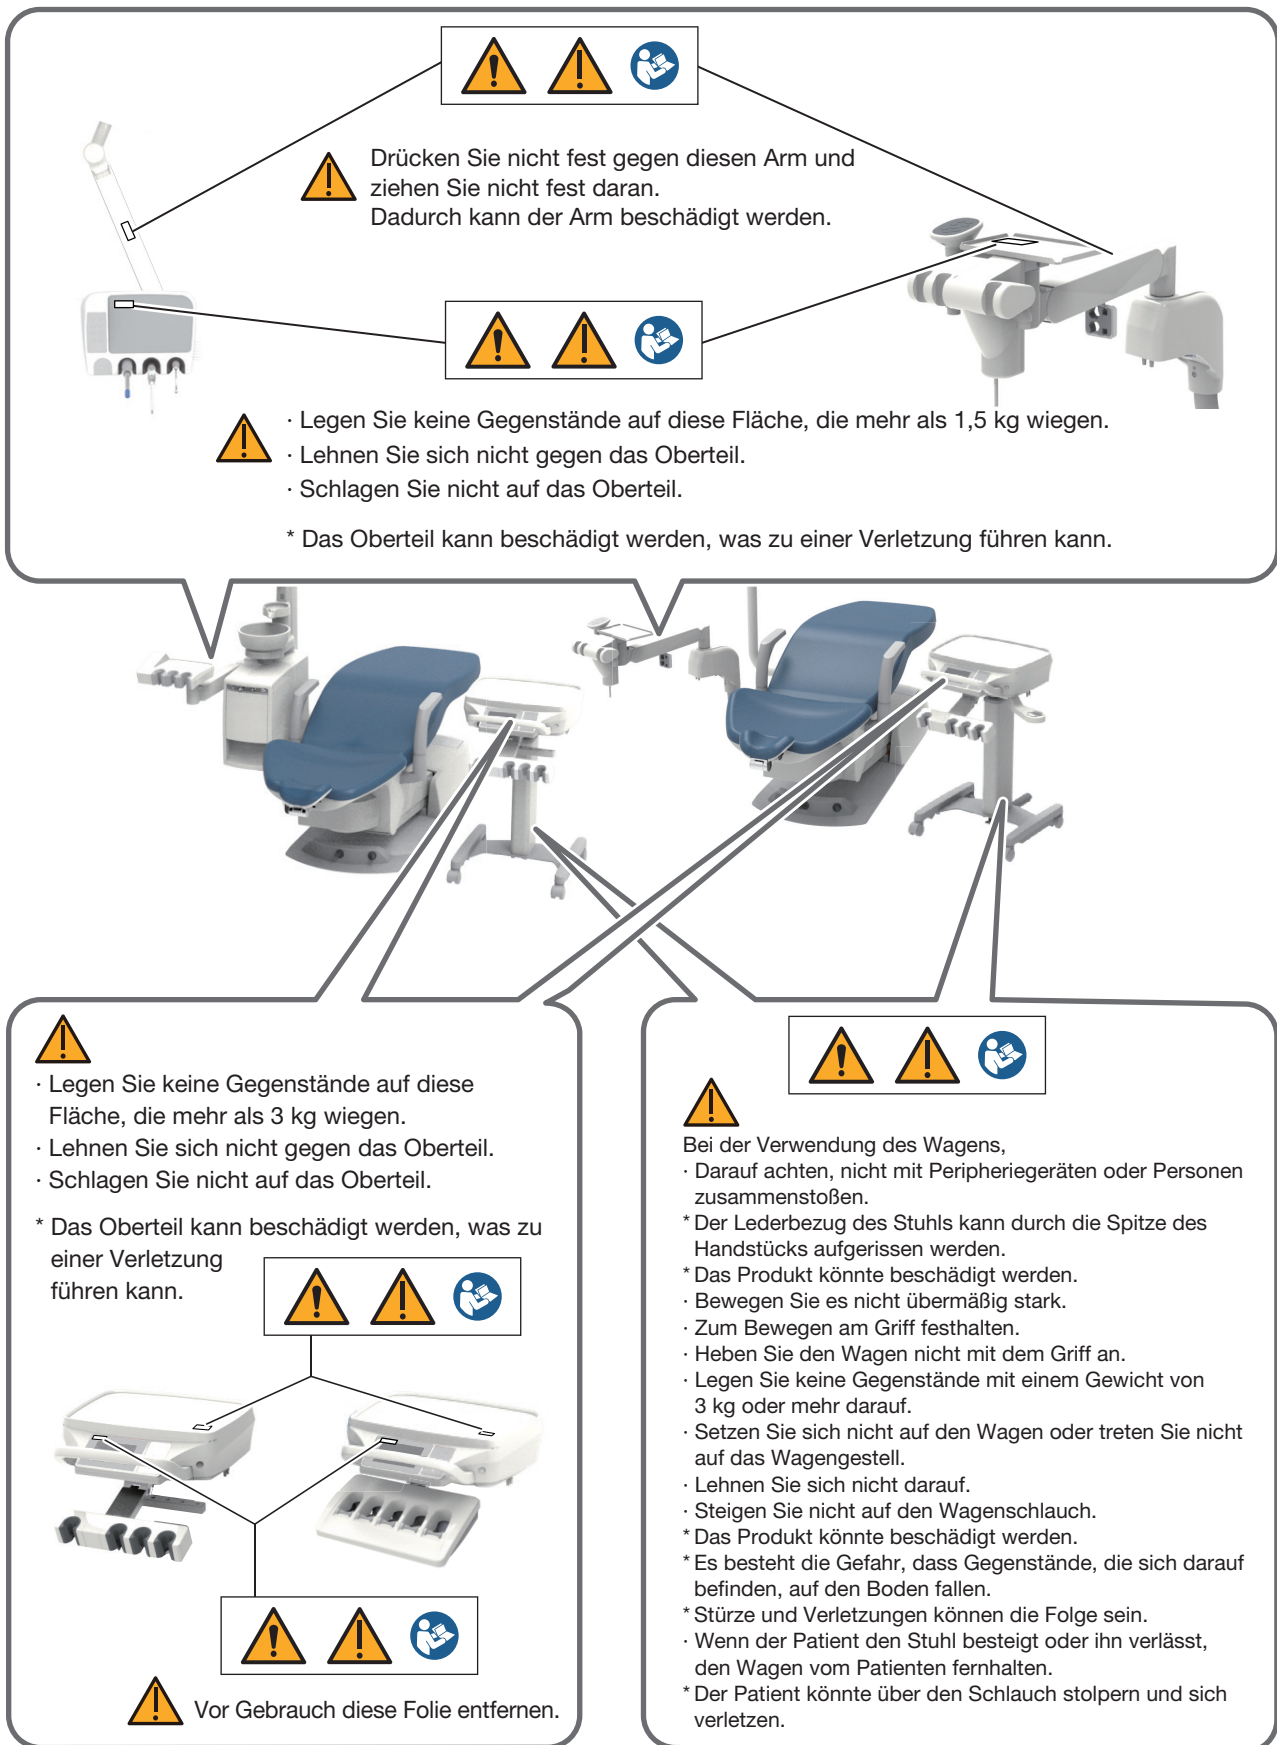 Drücken Sie nicht fest gegen diesen Arm und
ziehen Sie nicht fest daran.
Dadurch kann der Arm beschädigt werden.
· Legen Sie keine Gegenstände auf diese Fläche, die mehr als 1,5 kg wiegen.
· Lehnen Sie sich nicht gegen das Oberteil.
· Schlagen Sie nicht auf das Oberteil.
* Das Oberteil kann beschädigt werden, was zu einer Verletzung führen kann.
· Legen Sie keine Gegenstände auf diese
Fläche, die mehr als 3 kg wiegen.
· Lehnen Sie sich nicht gegen das Oberteil.
· Schlagen Sie nicht auf das Oberteil.
* Das Oberteil kann beschädigt werden, was zu
einer Verletzung
führen kann.
Vor Gebrauch diese Folie entfernen.
Bei der Verwendung des Wagens,
· Darauf achten, nicht mit Peripheriegeräten oder Personen
zusammenstoßen.
* Der Lederbezug des Stuhls kann durch die Spitze des
Handstücks aufgerissen werden.
* Das Produkt könnte beschädigt werden.
· Bewegen Sie es nicht übermäßig stark.
· Zum Bewegen am Griff festhalten.
· Heben Sie den Wagen nicht mit dem Griff an.
· Legen Sie keine Gegenstände mit einem Gewicht von
3 kg oder mehr darauf.
· Setzen Sie sich nicht auf den Wagen oder treten Sie nicht
auf das Wagengestell.
· Lehnen Sie sich nicht darauf.
· Steigen Sie nicht auf den Wagenschlauch.
* Das Produkt könnte beschädigt werden.
* Es besteht die Gefahr, dass Gegenstände, die sich darauf
befinden, auf den Boden fallen.
* Stürze und Verletzungen können die Folge sein.
· Wenn der Patient den Stuhl besteigt oder ihn verlässt,
den Wagen vom Patienten fernhalten.
* Der Patient könnte über den Schlauch stolpern und sich
verletzen.